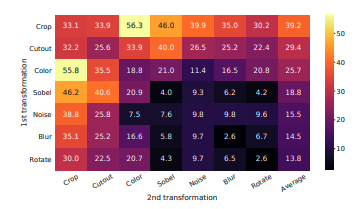 1st transformation
Crop 33.1 33.9 56.3 46.0 39.9 35.0 30.2 39.2
Cutout 32.2 25.6 33.9 40.0 26.5 25.2 22.4 29.4
Color 55.8 35.5 18.8 21.0 11.4 16.5 20.8 25.7
Sobel 46.2 40.6 20.9 4.0 9.3 6.2 4.2 18.8
Noise 38.8 25.8 7.5 7.6 9.8 9.8 9.6 15.5
Blur 35.1 25.2 16.6 5.8 9.7 2.6 6.7 14.5
Rotate 30.0 22.5 20.7 4.3 9.7 6.5 2.6 13.8
Crop Cutout Color Sobel Noise Blur Rotate Average
2nd transformation
50
40
30
20
10